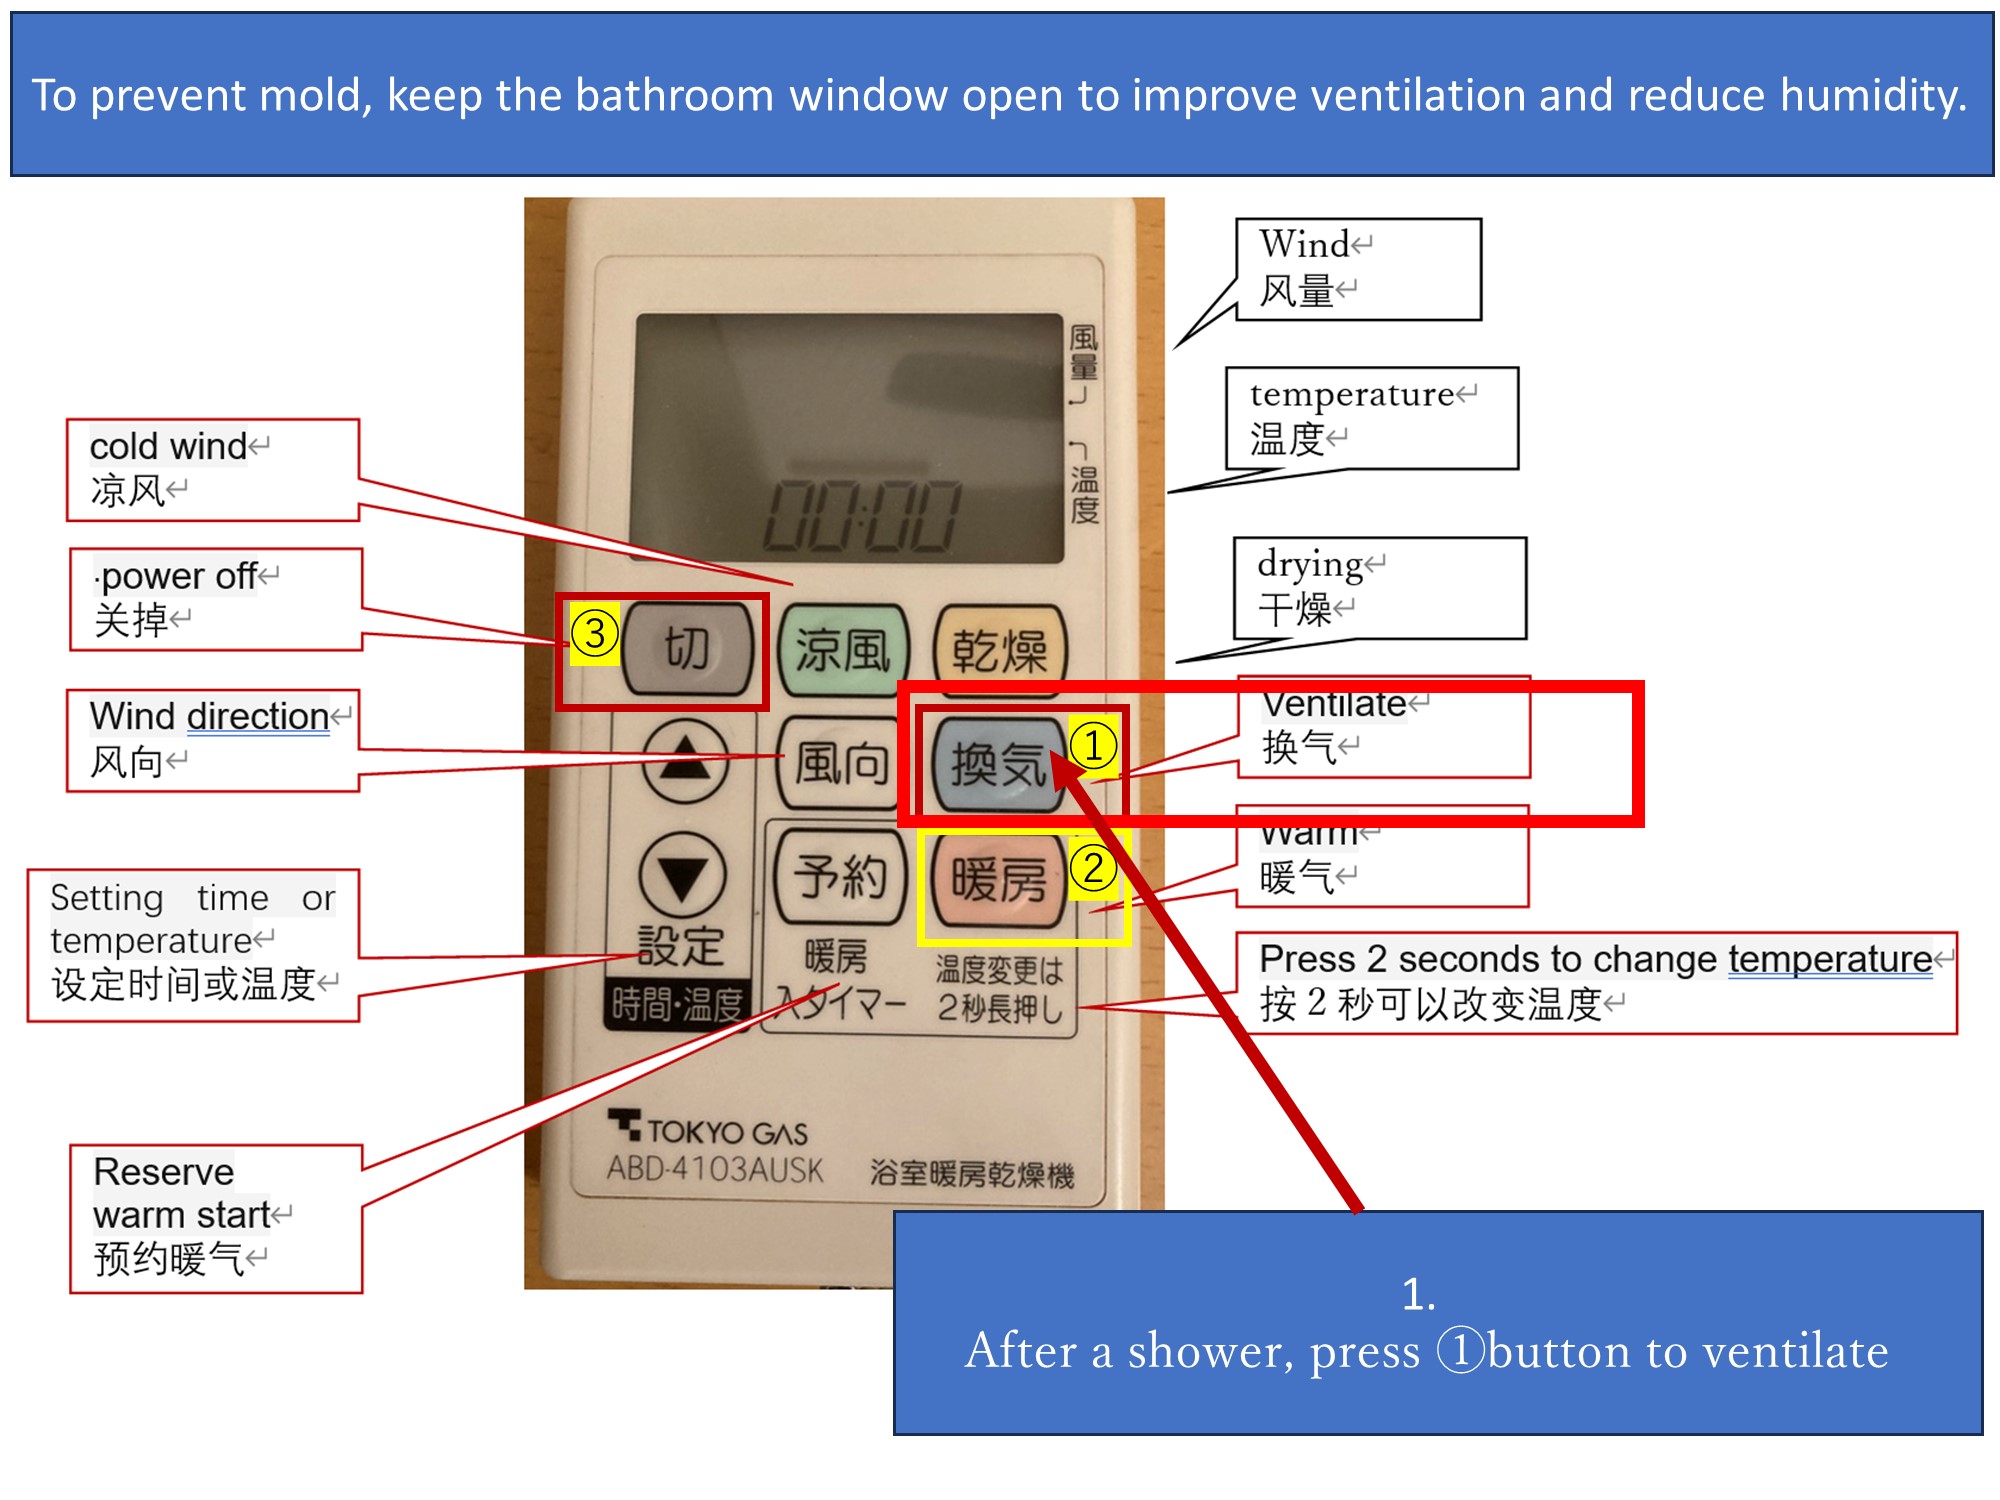 To prevent mold, keep the bathroom window open to improve ventilation and reduce humidity.
Wind↵
风量↵
temperature↵
温度↵
drying↵
干燥↵
Ventilate↵
换气↵
Warm↵
暖气↵
Press 2 seconds to change temperature↵
按 2 秒可以改变温度↵
cold wind↵
凉风↵
·power off↵
关掉↵
Wind direction↵
风向↵
Setting time or
temperature↵
设定时间或温度↵
Reserve
warm start↵
预约暖气↵
風量
温度
00:00
③ 切
涼風
乾燥
▲
風向
換気 ①
▼
予約
暖房 ②
設定
時間・温度
暖房
入タイマー
温度変更は
2秒長押し
TOKYO GAS
ABD-4103AUSK
浴室暖房乾燥機
1.
After a shower, press ①button to ventilate